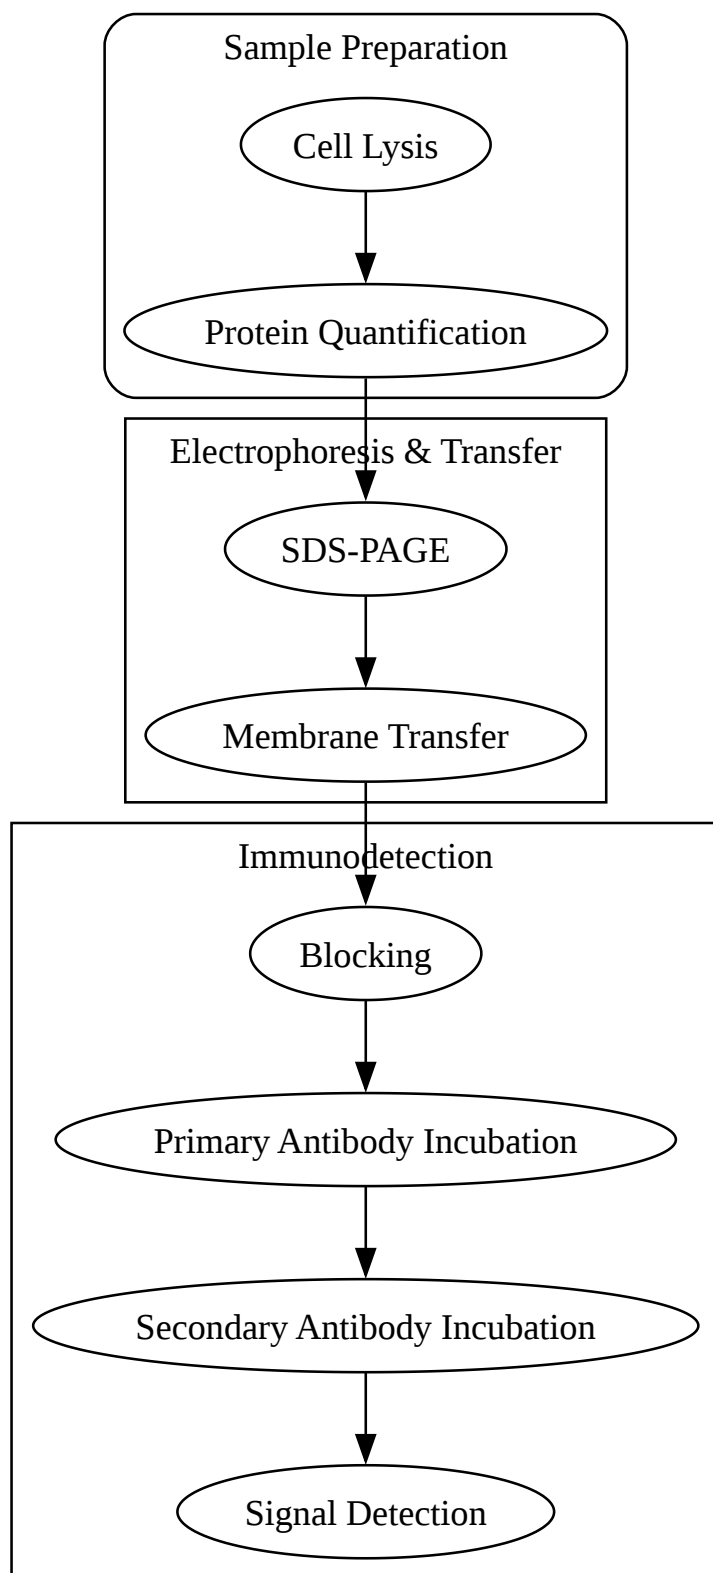 Sample Preparation
Cell Lysis
Protein Quantification
Electrophoresis & Transfer
SDS-PAGE
Membrane Transfer
Immunodetection
Blocking
Primary Antibody Incubation
Secondary Antibody Incubation
Signal Detection